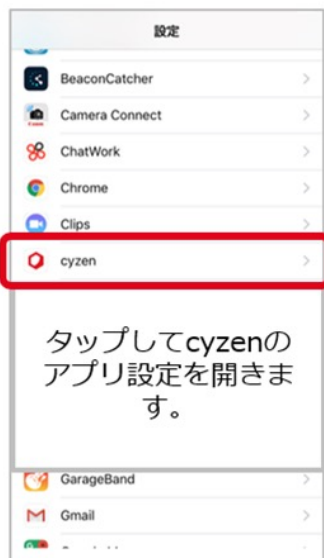 設定
BeaconCatcher
Camera Connect
ChatWork
Chrome
Clips
cyzen
タップしてcyzenの
アプリ設定を開きま
す。
GarageBand
Gmail